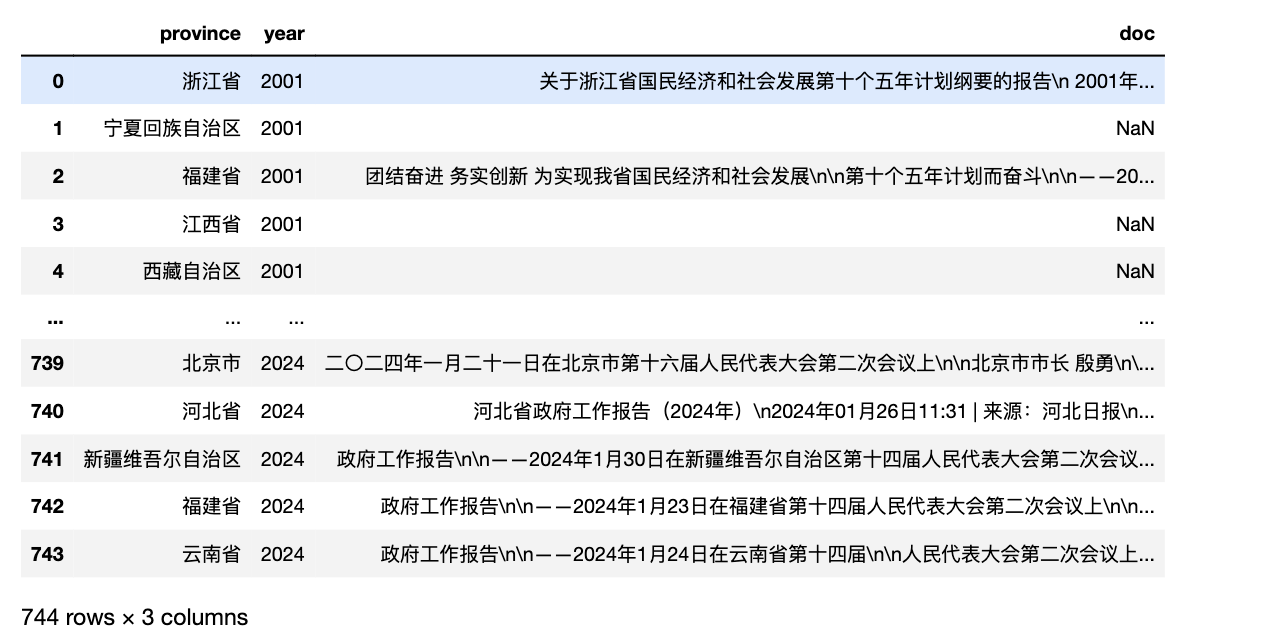 province year doc
0 浙江省 2001 关于浙江省国民经济和社会发展第十个五年计划纲要的报告\n 2001年...
1 宁夏回族自治区 2001 NaN
2 福建省 2001 团结奋进 务实创新 为实现我省国民经济和社会发展\n\n第十个五年计划而奋斗\n\n——20...
3 江西省 2001 NaN
4 西藏自治区 2001 NaN
... ... ... ...
739 北京市 2024 二〇二四年一月二十一日在北京市第十六届人民代表大会第二次会议上\n\n北京市市长 殷勇\n\...
740 河北省 2024 河北省政府工作报告（2024年）\n2024年01月26日11:31 | 来源：河北日报\n...
741 新疆维吾尔自治区 2024 政府工作报告\n\n——2024年1月30日在新疆维吾尔自治区第十四届人民代表大会第二次会议...
742 福建省 2024 政府工作报告\n\n——2024年1月23日在福建省第十四届人民代表大会第二次会议上\n\n...
743 云南省 2024 政府工作报告\n\n——2024年1月24日在云南省第十四届\n\n人民代表大会第二次会议上...
744 rows × 3 columns